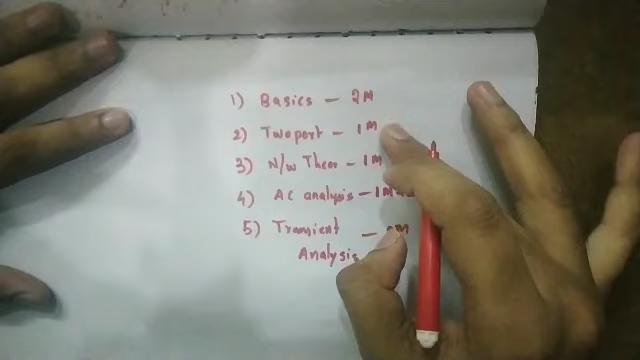 1) Basics – 2M
2) Twoport – 1M
3) N/w Theo – 1M
4) AC analysis – 1M
5) Transient –
Analysis